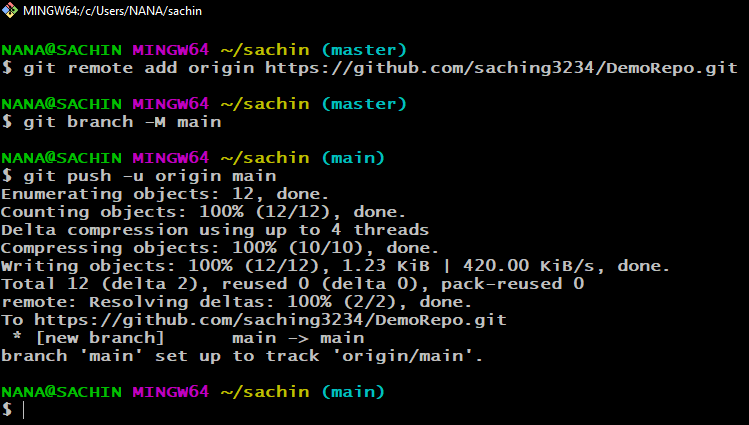 MINGW64:/c/Users/NANA/sachin
NANA@SACHIN MINGW64 ~/sachin (master)
$ git remote add origin https://github.com/saching3234/DemoRepo.git
NANA@SACHIN MINGW64 ~/sachin (master)
$ git branch -M main
NANA@SACHIN MINGW64 ~/sachin (main)
$ git push -u origin main
Enumerating objects: 12, done.
Counting objects: 100% (12/12), done.
Delta compression using up to 4 threads
Compressing objects: 100% (10/10), done.
Writing objects: 100% (12/12), 1.23 KiB | 420.00 KiB/s, done.
Total 12 (delta 2), reused 0 (delta 0), pack-reused 0
remote: Resolving deltas: 100% (2/2), done.
To https://github.com/saching3234/DemoRepo.git
 * [new branch]      main -> main
branch 'main' set up to track 'origin/main'.
NANA@SACHIN MINGW64 ~/sachin (main)
$